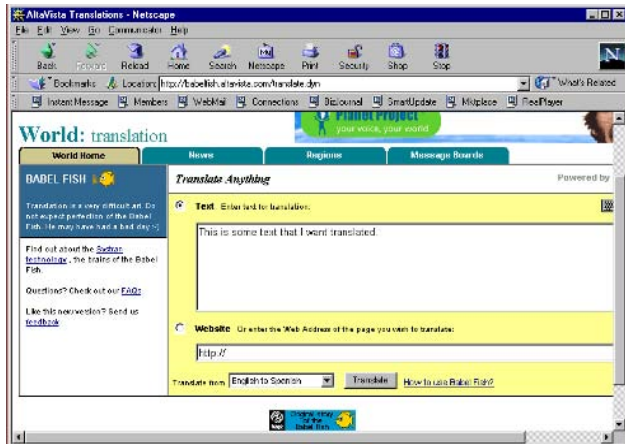 AltaVista Translations - Netscape
File Edit View Go Communicator Help
Back Forward Reload Home Search Netscape Print Security Shop Stop
N
Bookmarks Location: http://babelfish.altavista.com/translate.dyn What's Related
Instant Message Members WebMail Connections BizJournal SmartUpdate Mktplace RealPlayer
World: translation
Planet Project
your voice, your world
World Home News Regions Message Boards
BABEL FISH
Translation is a very difficult art. Do
not expect perfection of the Babel
Fish. He may have had a bad day :-)
Find out about the Systran
technology , the brains of the Babel
Fish.
Questions? Check out our FAQs
Like this new version? Send us
feedback
Translate Anything Powered by
Text Enter text for translation:
This is some text that I want translated.
Website Or enter the Web Address of the page you wish to translate:
http://
Translate from English to Spanish Translate How to use Babel Fish?
Original story
of the
Babel Fish